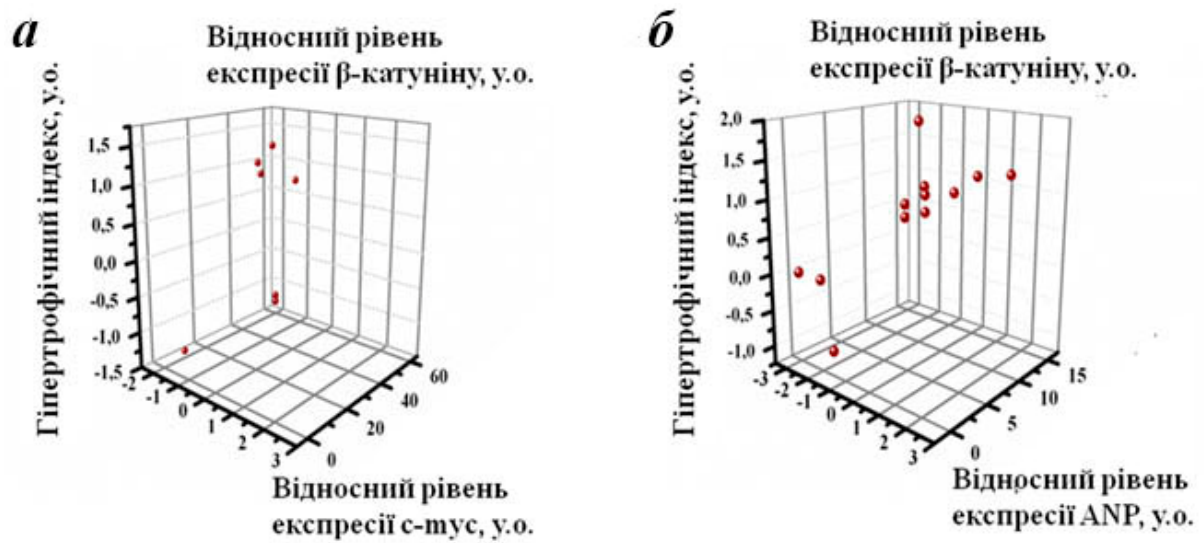 а
Відносний рівень
експресії β-катуніну, у.о.
Гіпертрофічний індекс, у.о.
1,5
1,0
0,5
0,0
-0,5
-1,0
-1,5
-2
-1
0
1
2
3
0
20
40
60
Відносний рівень
експресії c-myc, у.о.
б
Відносний рівень
експресії β-катуніну, у.о.
Гіпертрофічний індекс, у.о.
2,0
1,5
1,0
0,5
0,0
-0,5
-1,0
-3
-2
-1
0
1
2
3
0
5
10
15
Відносний рівень
експресії ANP, у.о.